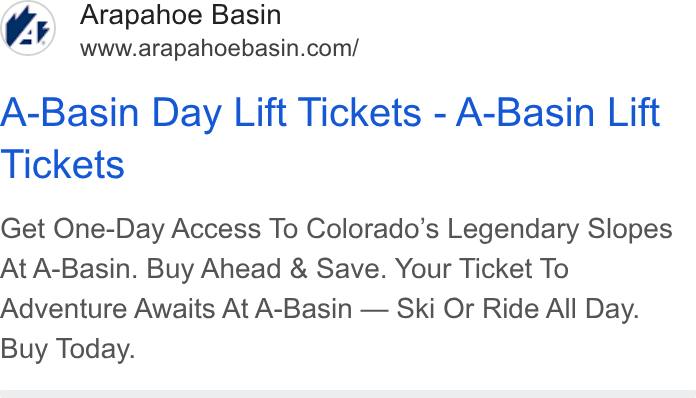 Arapahoe Basin
www.arapahoebasin.com/
A-Basin Day Lift Tickets - A-Basin Lift
Tickets
Get One-Day Access To Colorado’s Legendary Slopes
At A-Basin. Buy Ahead & Save. Your Ticket To
Adventure Awaits At A-Basin — Ski Or Ride All Day.
Buy Today.